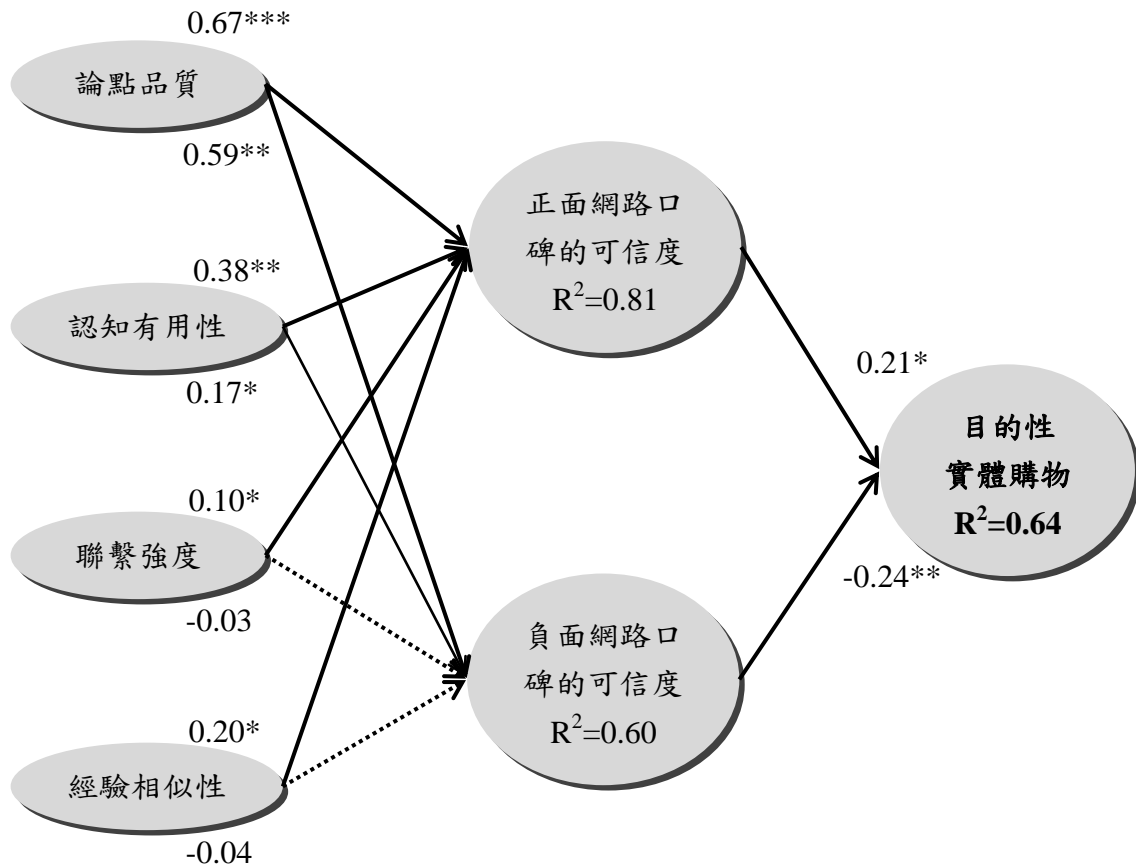 0.67***
論點品質
0.59**
0.38**
認知有用性
0.17*
0.10*
聯繫強度
-0.03
0.20*
經驗相似性
-0.04
正面網路口
碑的可信度
R²=0.81
負面網路口
碑的可信度
R²=0.60
0.21*
-0.24**
目的性
實體購物
R²=0.64